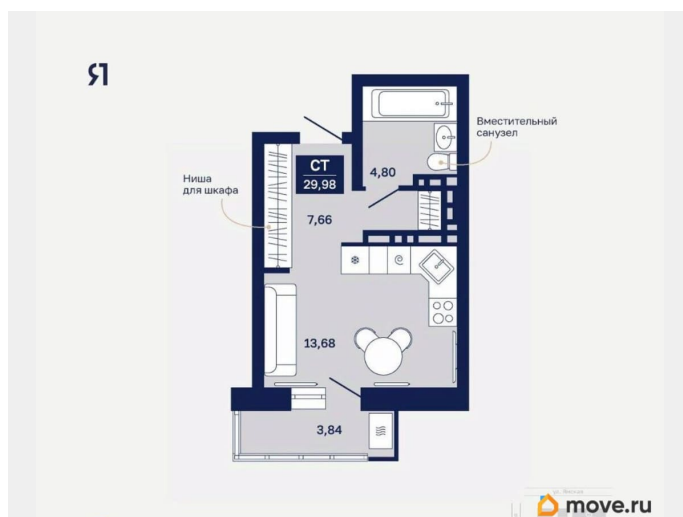 Я
Вместительный
санузел
СТ
29,98
4,80
Ниша
для шкафа
7,66
13,68
3,84
move.ru